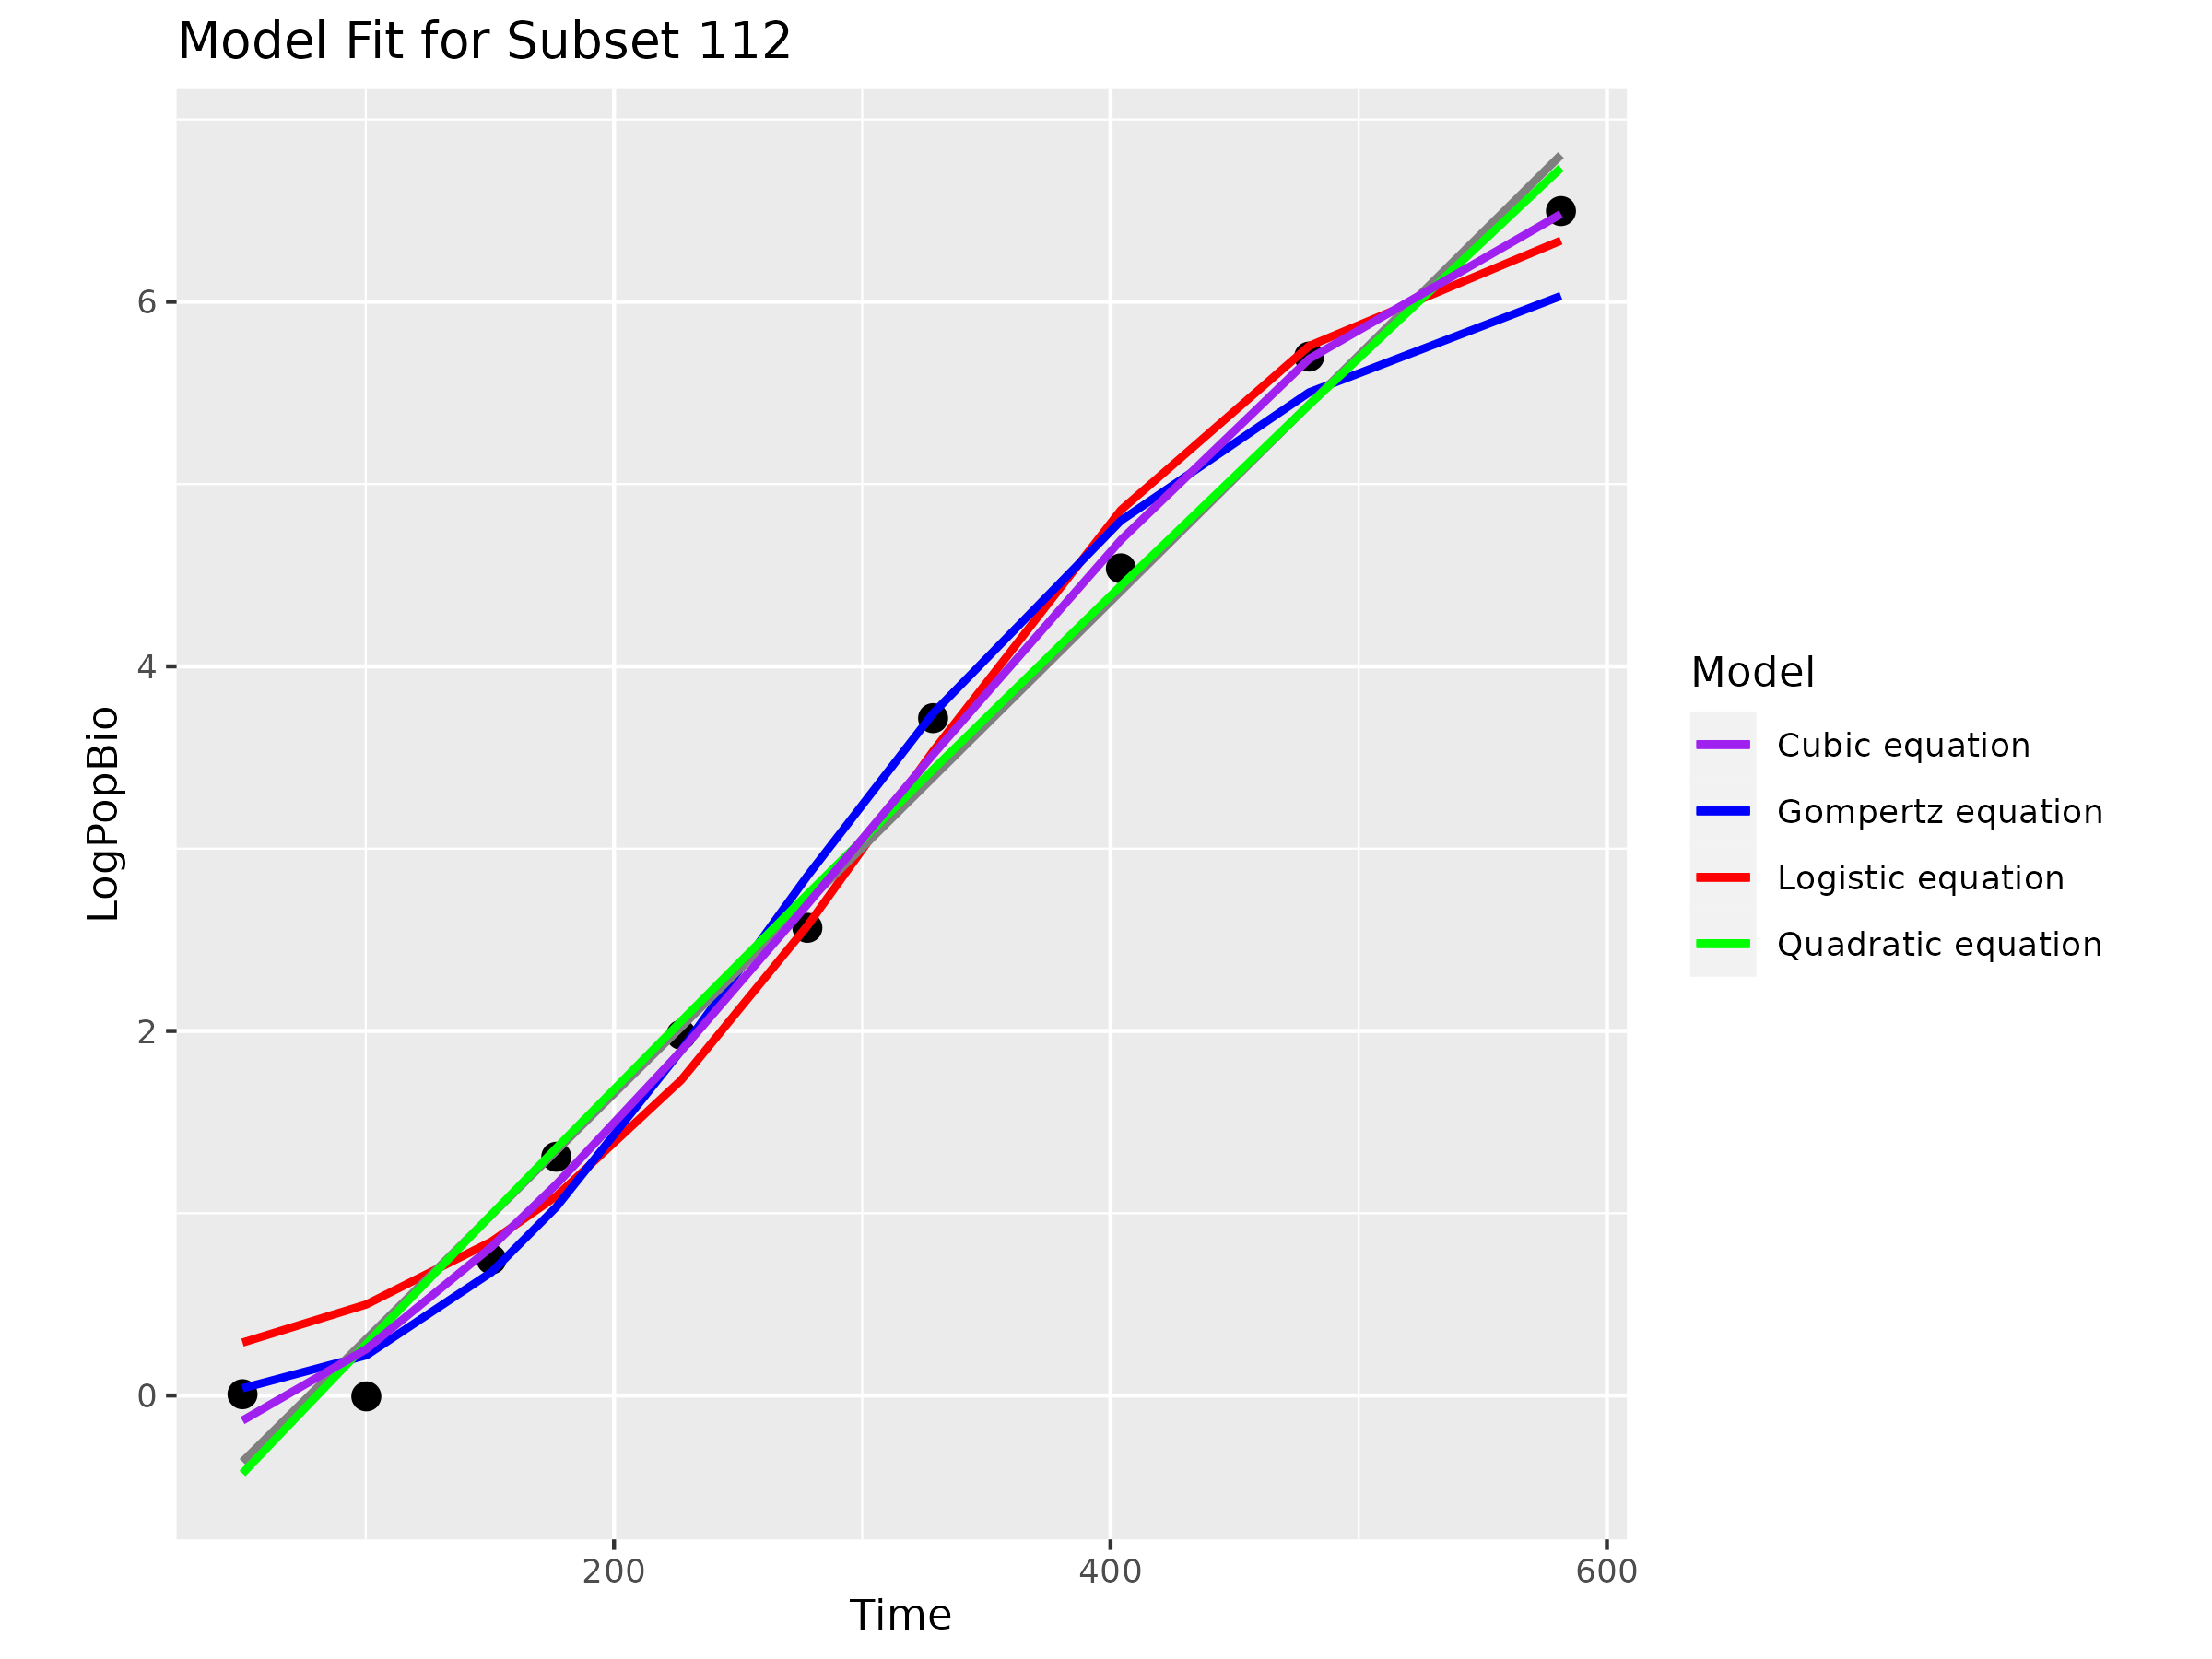 Model Fit for Subset 112
LogPopBio
6
4
2
0
200
400
600
Time
Model
Cubic equation
Gompertz equation
Logistic equation
Quadratic equation